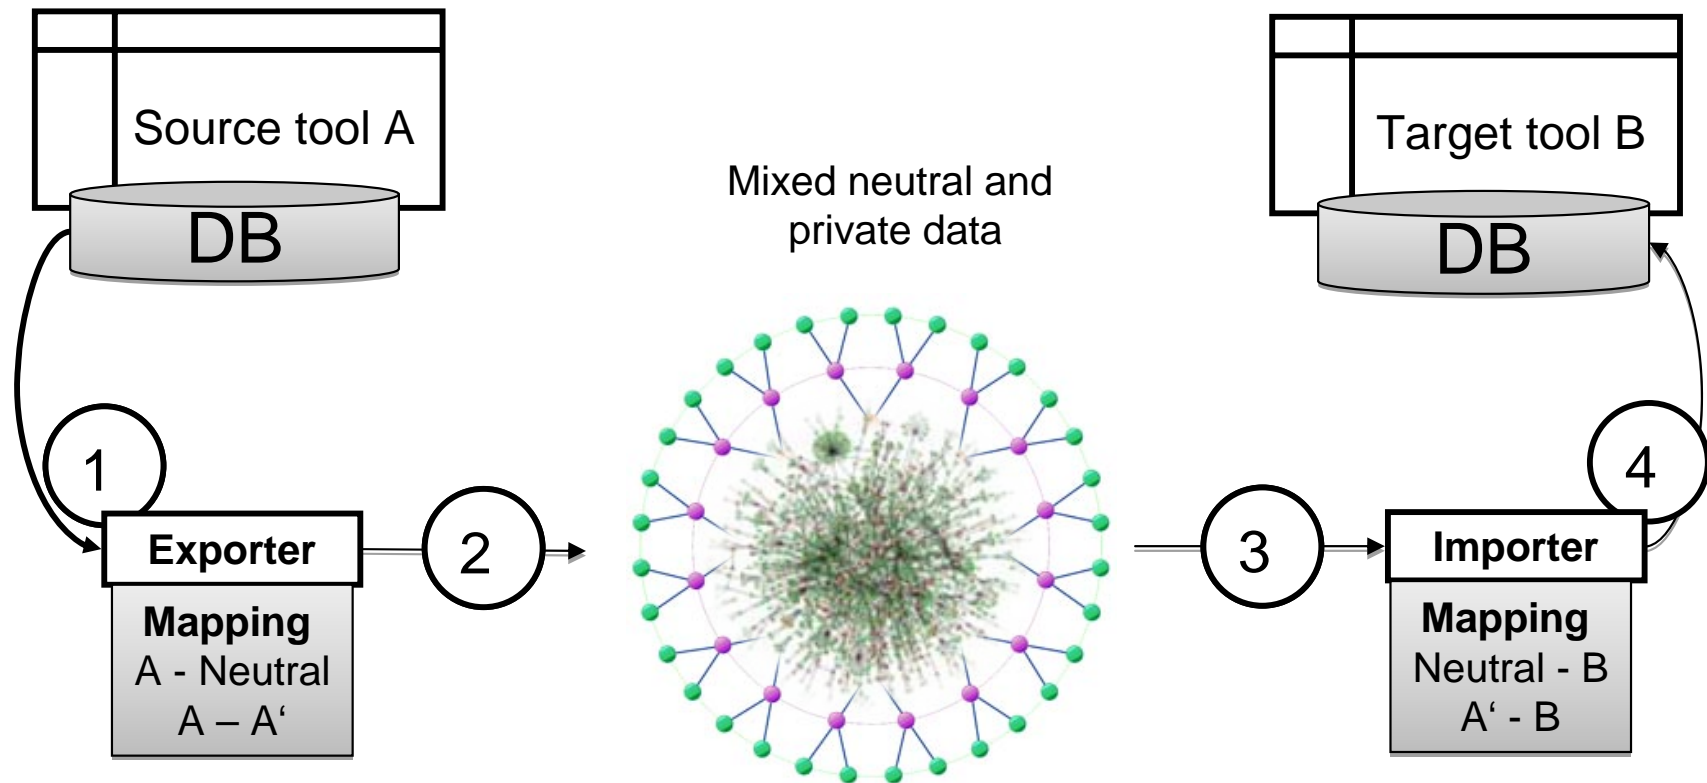 Source tool A
DB
Target tool B
DB
Mixed neutral and
private data
1
Exporter
Mapping
A - Neutral
A – A‘
2
3
4
Importer
Mapping
Neutral - B
A‘ - B